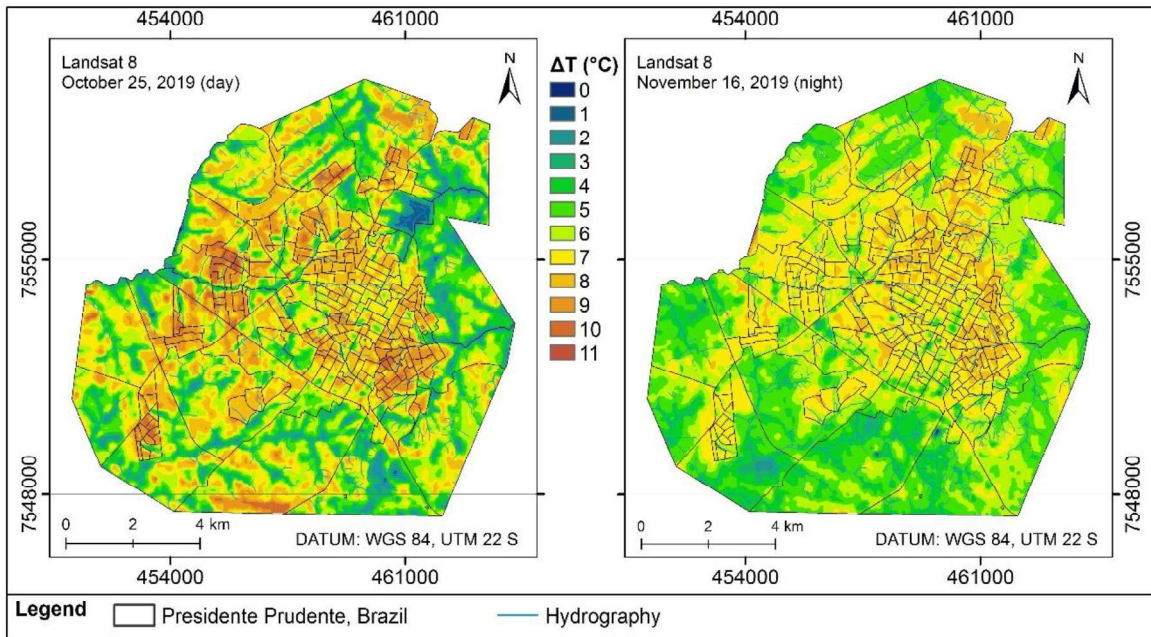 454000 461000 454000 461000
Landsat 8
October 25, 2019 (day)
N
ΔT (°C)
0
1
2
3
4
5
6
7
8
9
10
11
Landsat 8
November 16, 2019 (night)
N
7555000
7548000
7555000
7548000
0 2 4 km
DATUM: WGS 84, UTM 22 S
0 2 4 km
DATUM: WGS 84, UTM 22 S
454000 461000 454000 461000
Legend Presidente Prudente, Brazil Hydrography